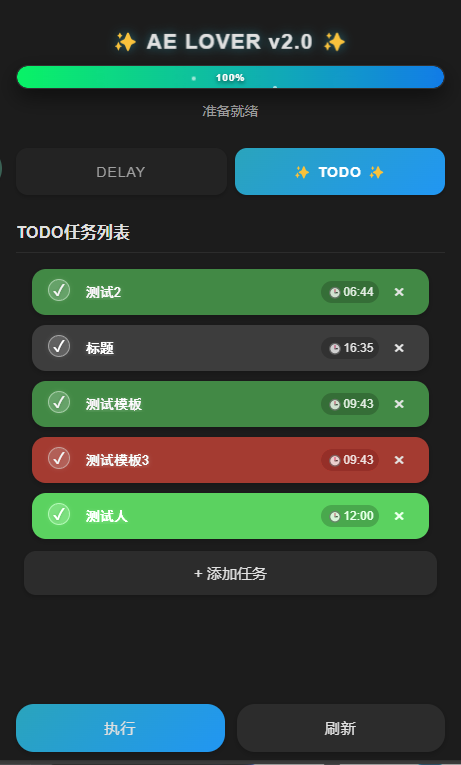 ✨ AE LOVER v2.0 ✨
100%
准备就绪
DELAY
✨ TODO ✨
TODO任务列表
测试2 06:44 ×
标题 16:35 ×
测试模板 09:43 ×
测试模板3 09:43 ×
测试人 12:00 ×
+ 添加任务
执行
刷新